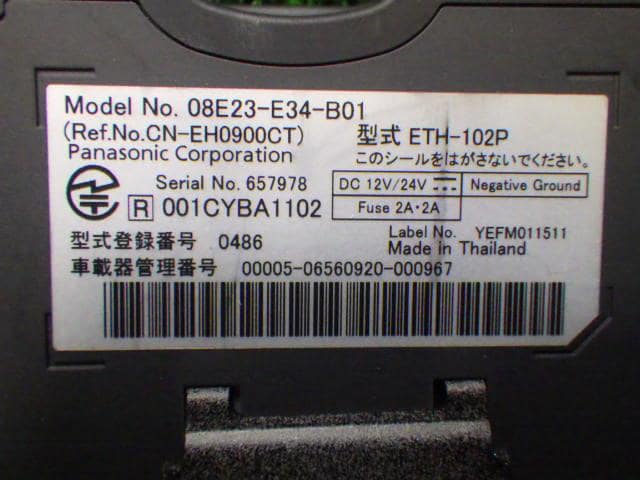 Model No. 08E23-E34-B01
(Ref.No.CN-EH0900CT) 型式 ETH-102P
Panasonic Corporation このシールをはがさないでください。
Serial No. 657978 DC 12V/24V Negative Ground
R 001CYBA1102 Fuse 2A・2A
型式登録番号 0486 Label No. YEFM011511
Made in Thailand
車載器管理番号 00005-06560920-000967